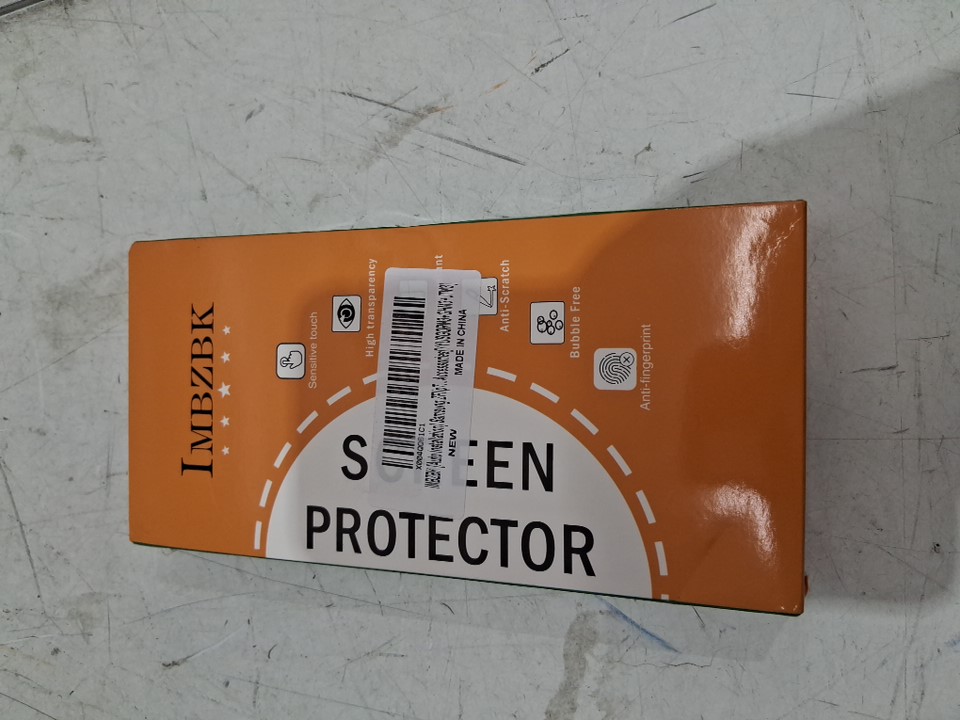 IMBZBK
Sensitive touch
High transparency
Anti-Scratch
Bubble Free
Anti-fingerprint
NEW
MADE IN CHINA
S EEN
PROTECTOR